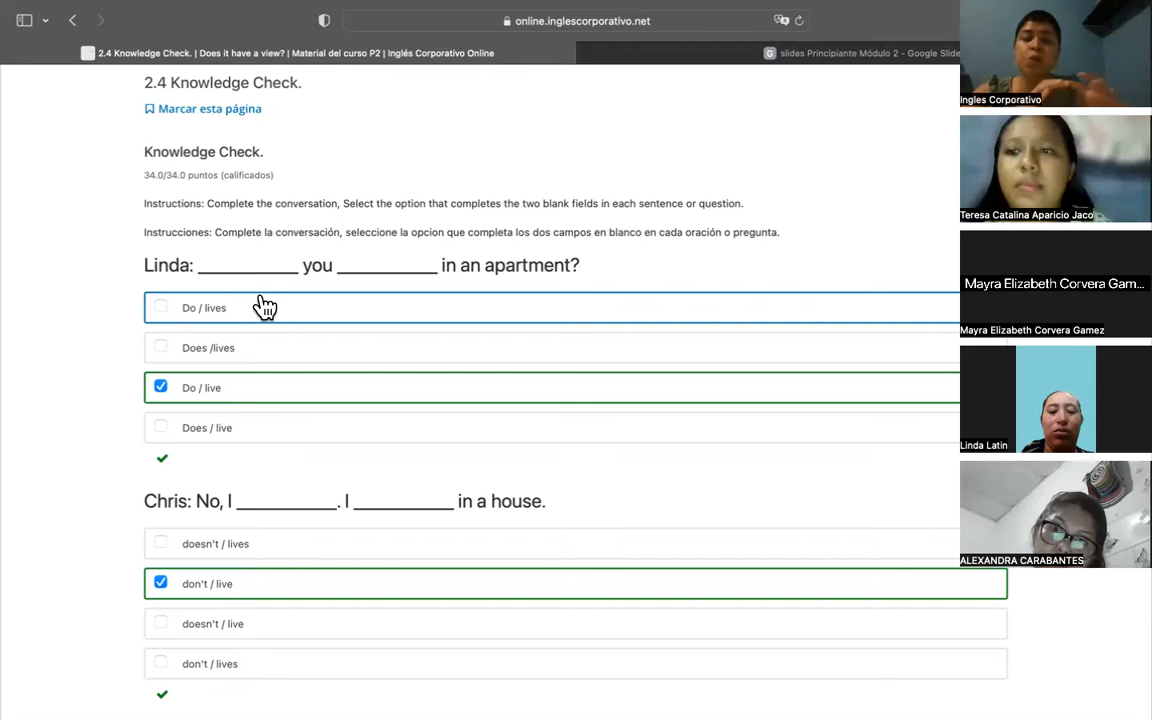 online.inglescorporativo.net
2.4 Knowledge Check. | Does it have a view? | Material del curso P2 | Inglés Corporativo Online
G slides Principiante Módulo 2 - Google Slide
2.4 Knowledge Check.
Marcar esta página
Knowledge Check.
34.0/34.0 puntos (calificados)
Instructions: Complete the conversation, Select the option that completes the two blank fields in each sentence or question.
Instrucciones: Complete la conversación, seleccione la opcion que completa los dos campos en blanco en cada oración o pregunta.
Linda: ___________ you ___________ in an apartment?
Do / lives
Does /lives
Do / live
Does / live
Chris: No, I ___________. I ___________ in a house.
doesn't / lives
don't / live
doesn't / live
don't / lives
Ingles Corporativo
Teresa Catalina Aparicio Jaco
Mayra Elizabeth Corvera Gam...
Mayra Elizabeth Corvera Gamez
Linda Latin
ALEXANDRA CARABANTES